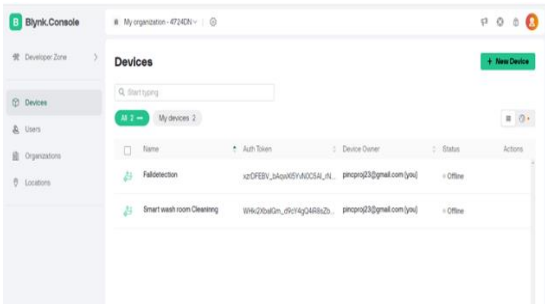 B Blynk.Console
My organization - 4724DN
Developer Zone
Devices
Users
Organizations
Locations
Devices
+ New Device
Start typing
All 2
My devices 2
Name
Auth Token
Device Owner
Status
Actions
Falldetection
pincproj23@gmail.com (you)
Offline
Smart wash room Cleaninng
pincproj23@gmail.com (you)
Offline